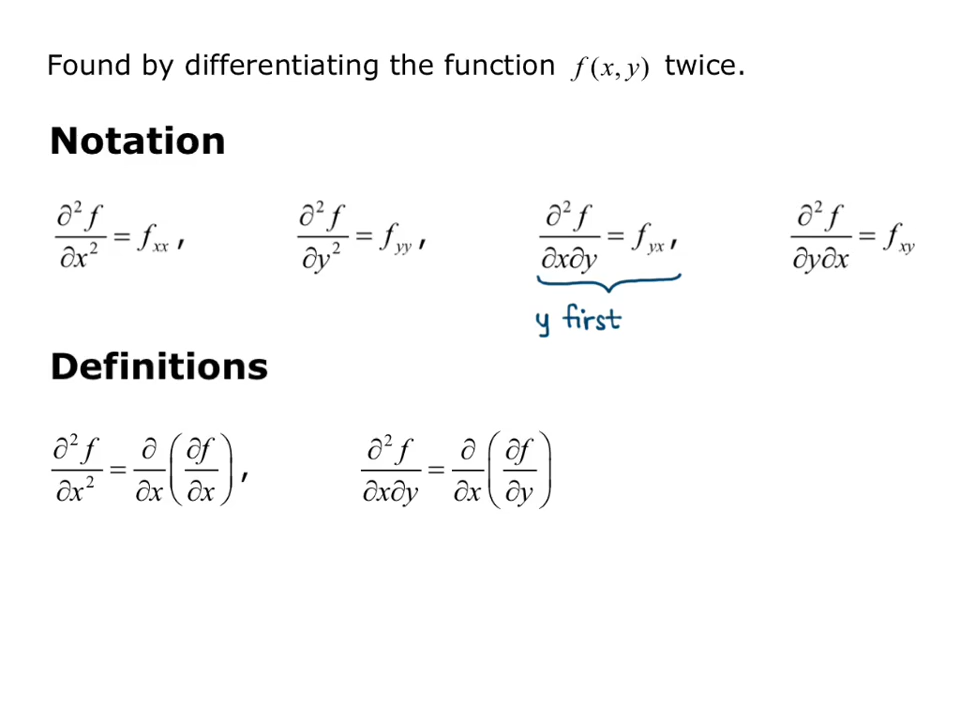 Found by differentiating the function f(x, y) twice.
Notation
∂²f/∂x² = f_xx , ∂²f/∂y² = f_yy , ∂²f/∂x∂y = f_yx , ∂²f/∂y∂x = f_xy
y first
Definitions
∂²f/∂x² = ∂/∂x (∂f/∂x) , ∂²f/∂x∂y = ∂/∂x (∂f/∂y)